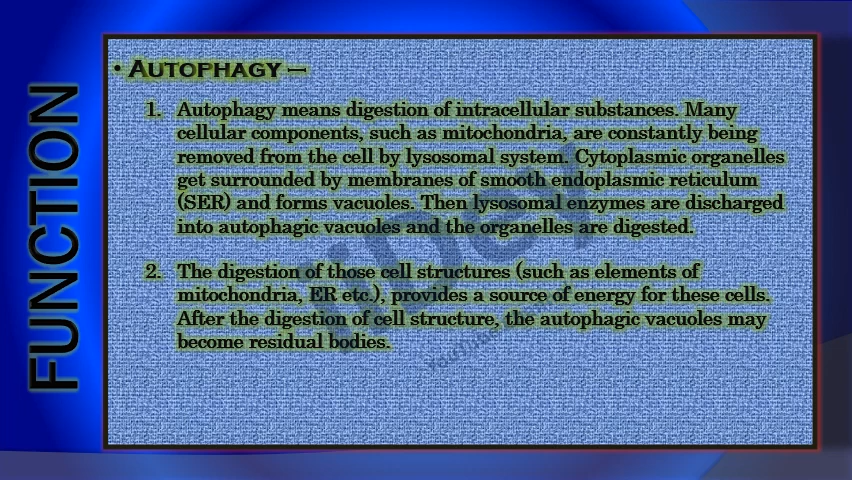 FUNCTION
• AUTOPHAGY –
1. Autophagy means digestion of intracellular substances. Many
cellular components, such as mitochondria, are constantly being
removed from the cell by lysosomal system. Cytoplasmic organelles
get surrounded by membranes of smooth endoplasmic reticulum
(SER) and forms vacuoles. Then lysosomal enzymes are discharged
into autophagic vacuoles and the organelles are digested.
2. The digestion of those cell structures (such as elements of
mitochondria, ER etc.), provides a source of energy for these cells.
After the digestion of cell structure, the autophagic vacuoles may
become residual bodies.